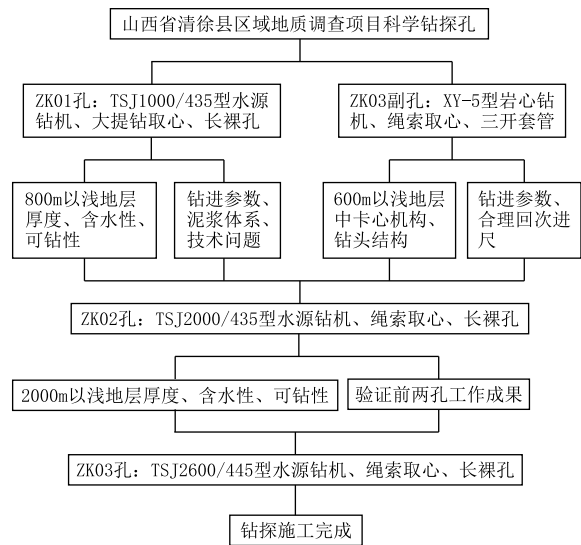 山西省清徐县区域地质调查项目科学钻探孔
ZK01孔：TSJ1000/435型水源
钻机、大提钻取心、长裸孔
ZK03副孔：XY-5型岩心钻
机、绳索取心、三开套管
800m以浅地层
厚度、含水性、
可钻性
钻进参数、
泥浆体系、
技术问题
600m以浅地层
中卡心机构、
钻头结构
钻进参数、
合理回次进
尺
ZK02孔：TSJ2000/435型水源钻机、绳索取心、长裸孔
2000m以浅地层厚度、含水性、可钻性
验证前两孔工作成果
ZK03孔：TSJ2600/445型水源钻机、绳索取心、长裸孔
钻探施工完成